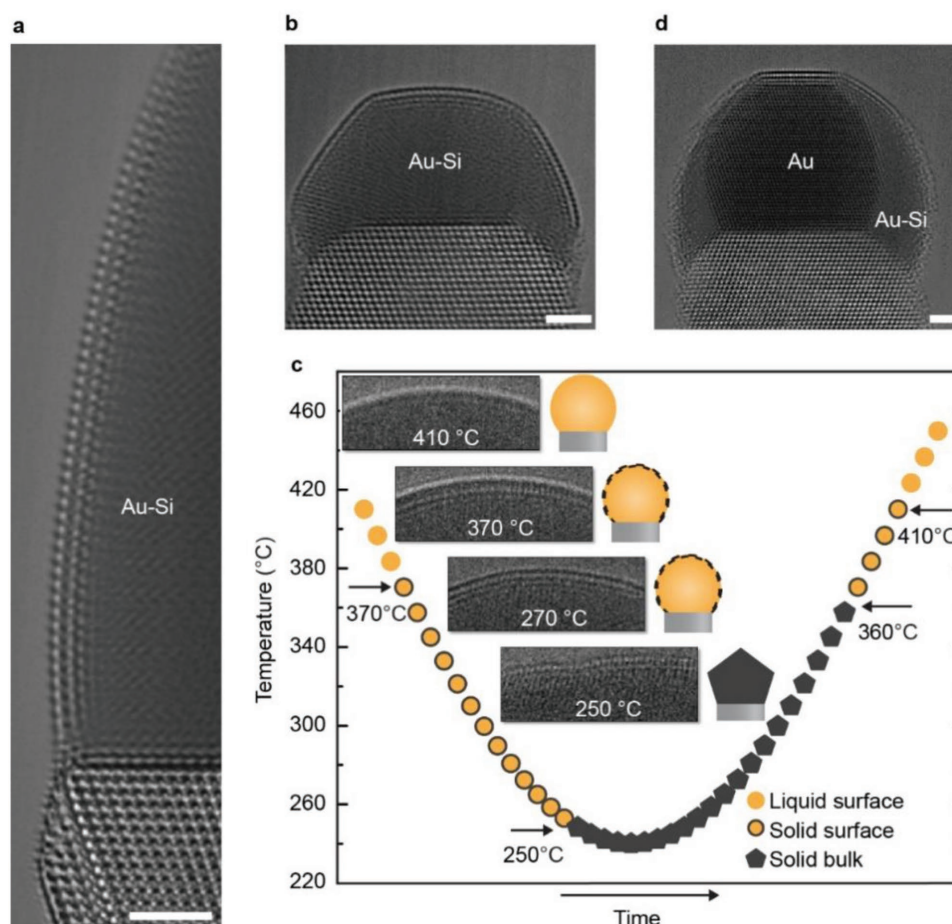 a
b
d
Au-Si
Au
Au-Si
Au-Si
c
460
420
380
340
300
260
220
Temperature (°C)
410 °C
370 °C
270 °C
250 °C
370°C
250°C
410°C
360°C
Liquid surface
Solid surface
Solid bulk
Time